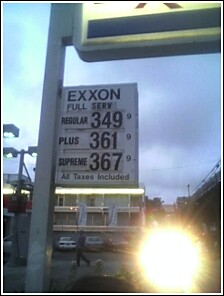 EXXON
FULL SERV
REGULAR 349 9
PLUS 361 9
SUPREME 367 9
All Taxes Included